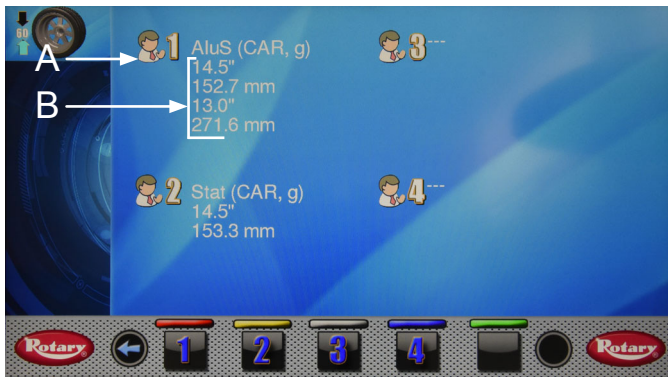 60
A
B
1 AluS (CAR, g)
14.5"
152.7 mm
13.0"
271.6 mm
3 ---
2 Stat (CAR, g)
14.5"
153.3 mm
4 ---
Rotary
1
2
3
4
Rotary